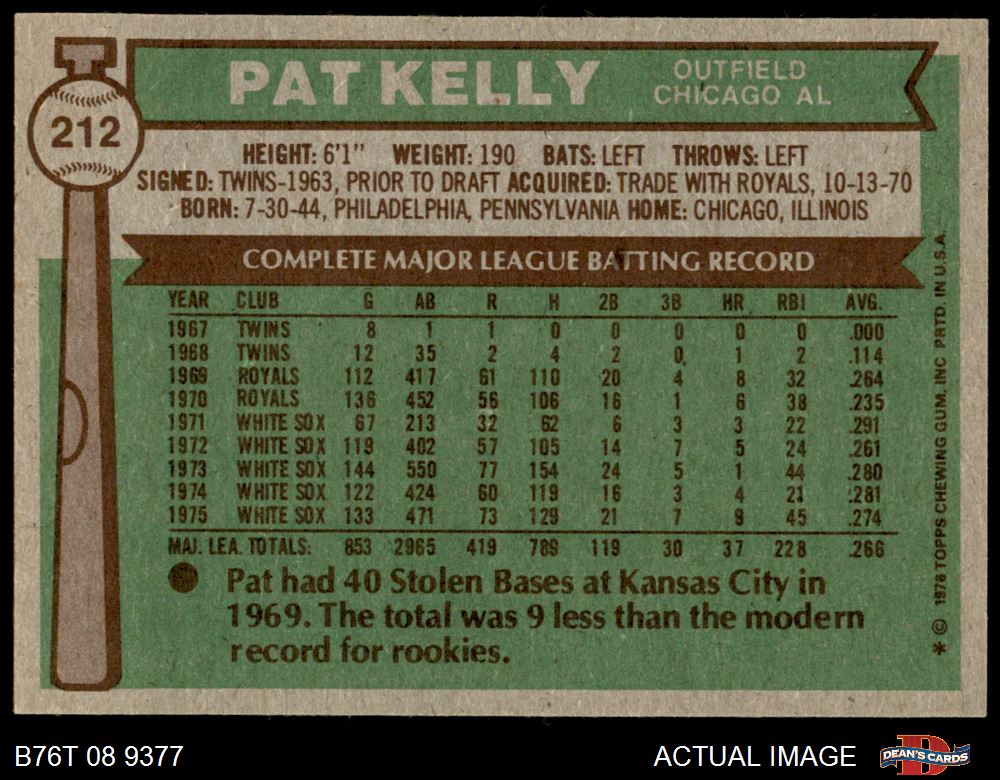 PAT KELLY
OUTFIELD
CHICAGO AL
212
HEIGHT: 6'1" WEIGHT: 190 BATS: LEFT THROWS: LEFT
SIGNED: TWINS-1963, PRIOR TO DRAFT ACQUIRED: TRADE WITH ROYALS, 10-13-70
BORN: 7-30-44, PHILADELPHIA, PENNSYLVANIA HOME: CHICAGO, ILLINOIS
COMPLETE MAJOR LEAGUE BATTING RECORD
YEAR CLUB G AB R H 2B 3B HR RBI AVG.
1967 TWINS 8 1 1 0 0 0 0 0 .000
1968 TWINS 12 35 2 4 2 0 1 2 .114
1969 ROYALS 112 417 61 110 20 4 8 32 .264
1970 ROYALS 136 452 56 106 16 1 6 38 .235
1971 WHITE SOX 67 213 32 62 6 3 3 22 .291
1972 WHITE SOX 119 402 57 105 14 7 5 24 .261
1973 WHITE SOX 144 550 77 154 24 5 1 44 .280
1974 WHITE SOX 122 424 60 119 16 3 4 21 .281
1975 WHITE SOX 133 471 73 129 21 7 9 45 .274
MAJ. LEA. TOTALS: 853 2965 419 789 119 30 37 228 .266
Pat had 40 Stolen Bases at Kansas City in
1969. The total was 9 less than the modern
record for rookies.
* © 1976 TOPPS CHEWING GUM, INC. PRTD. IN U.S.A.
B76T 08 9377
ACTUAL IMAGE
D
DEAN'S CARDS